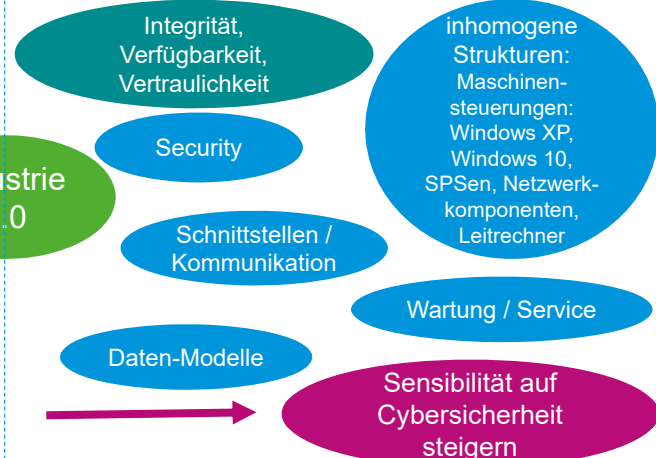 Integrität,
Verfügbarkeit,
Vertraulichkeit
inhomogene
Strukturen:
Maschinen-
steuerungen:
Windows XP,
Windows 10,
SPSen, Netzwerk-
komponenten,
Leitrechner
Security
ustrie
.0
Schnittstellen /
Kommunikation
Wartung / Service
Daten-Modelle
Sensibilität auf
Cybersicherheit
steigern